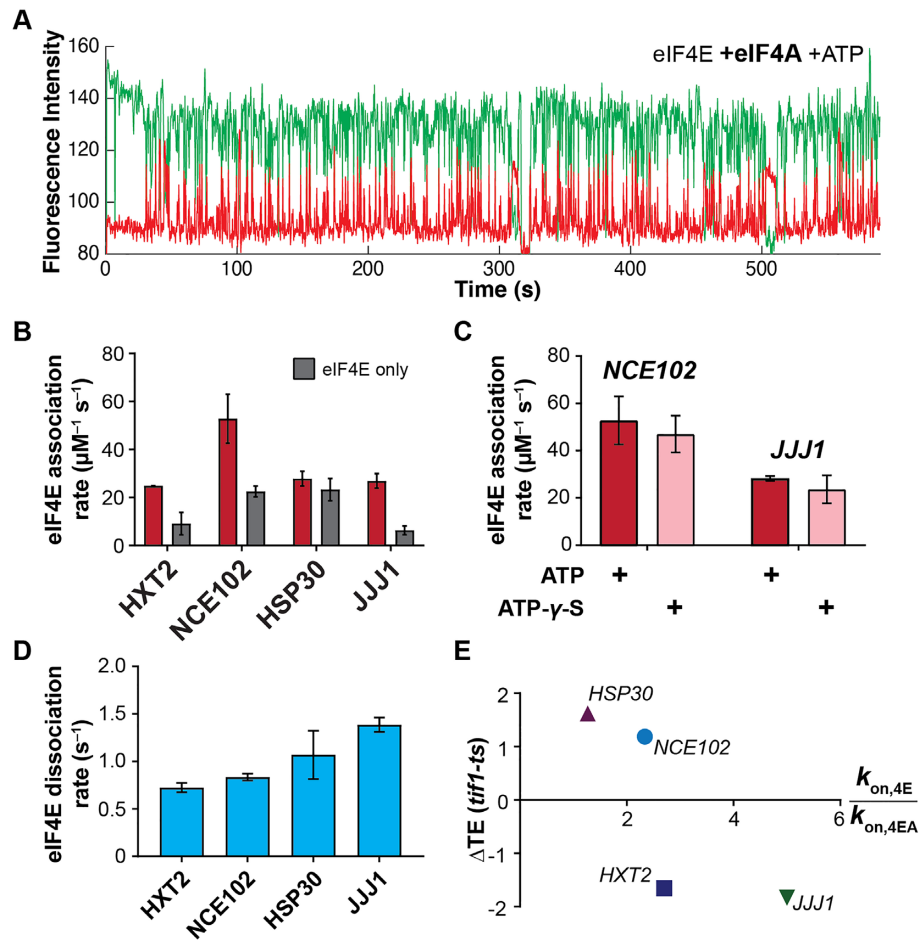 A
eIF4E +eIF4A +ATP
Fluorescence Intensity
160
140
120
100
80
0
100
200
300
400
500
Time (s)
B
eIF4E association
rate (µM⁻¹ s⁻¹)
80
60
40
20
0
eIF4E only
HXT2
NCE102
HSP30
JJJ1
C
eIF4E association
rate (µM⁻¹ s⁻¹)
80
60
40
20
0
NCE102
JJJ1
ATP + +
ATP-γ-S + +
D
eIF4E dissociation
rate (s⁻¹)
2.0
1.5
1.0
0.5
0
HXT2
NCE102
HSP30
JJJ1
E
ΔTE (tif1-ts)
2
1
0
-1
-2
2
4
6
HSP30
NCE102
HXT2
JJJ1
kon,4E
kon,4EA